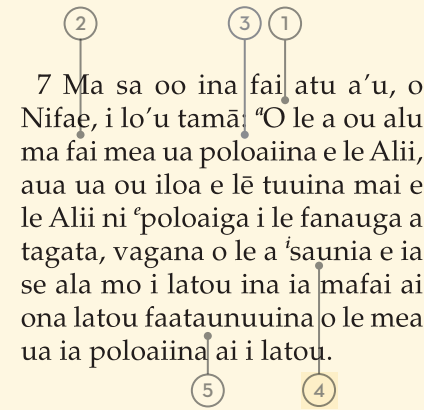 2 3 1
7 Ma sa oo ina fai atu a’u, o
Nifae, i lo’u tamā: ᵃO le a ou alu
ma fai mea ua poloaiina e le Alii,
aua ua ou iloa e lē tuuina mai e
le Alii ni ᵉpoloaiga i le fanauga a
tagata, vagana o le a ⁱsaunia e ia
se ala mo i latou ina ia mafai ai
ona latou faataunuuina o le mea
ua ia poloaiina ai i latou.
5 4